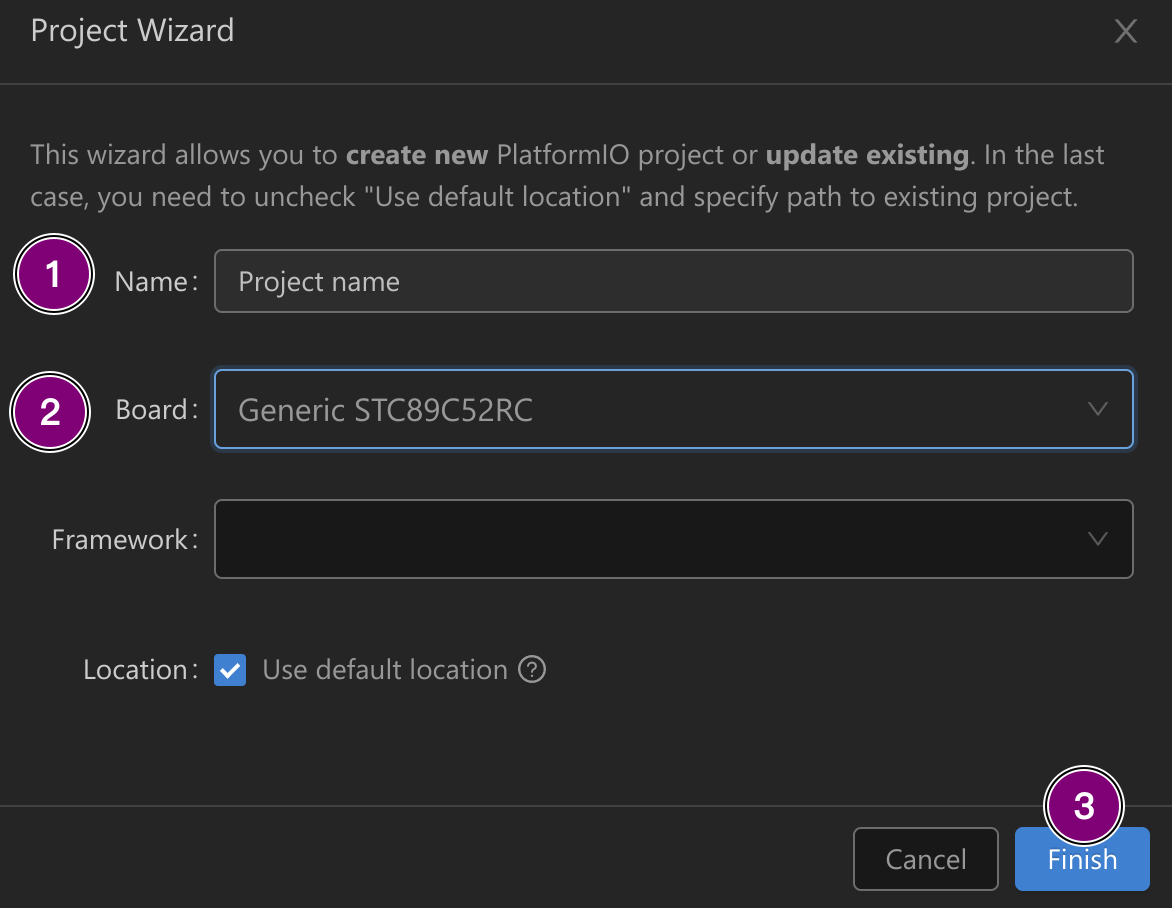 Project Wizard
This wizard allows you to create new PlatformIO project or update existing. In the last
case, you need to uncheck "Use default location" and specify path to existing project.
1
Name:
Project name
2
Board:
Generic STC89C52RC
Framework:
Location:
Use default location ?
3
Cancel
Finish